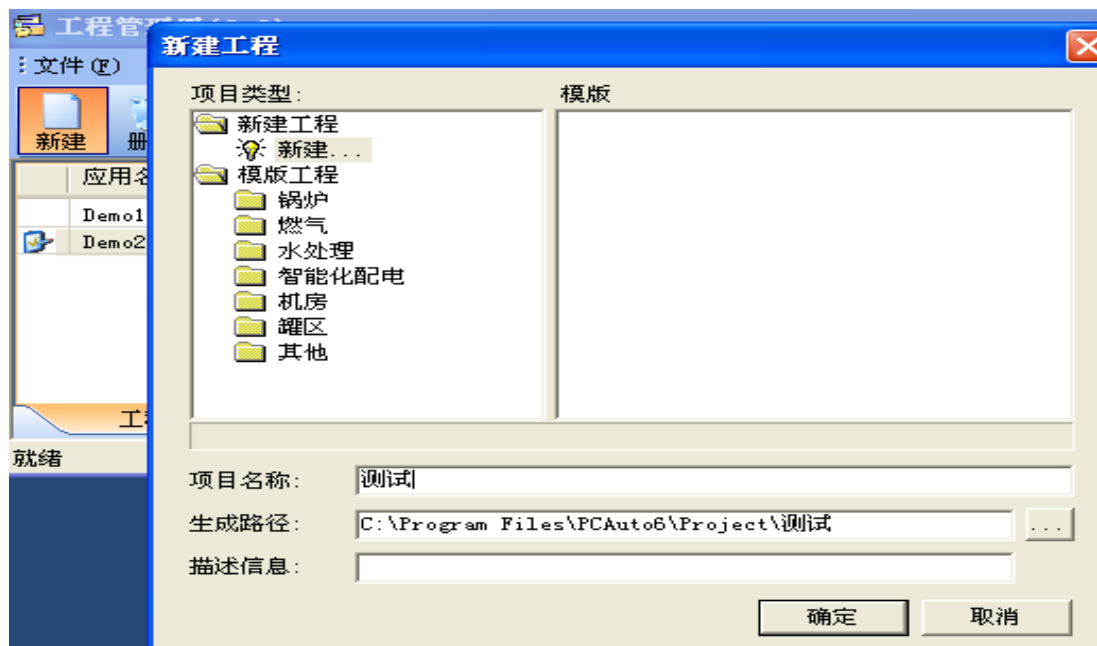 工程管
新建工程
文件(F)
项目类型:
模版
新建
删
新建工程
新建...
模版工程
锅炉
燃气
水处理
智能化配电
机房
罐区
其他
应用名
Demo1
Demo2
工程
就绪
项目名称:
测试
生成路径:
C:\Program Files\PCAuto6\Project\测试
...
描述信息:
确定
取消